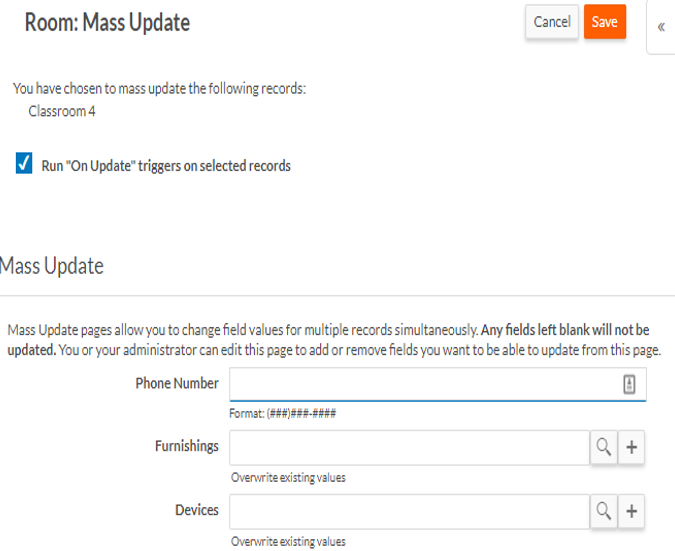 Room: Mass Update
Cancel
Save
«
You have chosen to mass update the following records:
Classroom 4
Run "On Update" triggers on selected records
Mass Update
Mass Update pages allow you to change field values for multiple records simultaneously. Any fields left blank will not be
updated. You or your administrator can edit this page to add or remove fields you want to be able to update from this page.
Phone Number
Format: (###)###-####
Furnishings
+
Overwrite existing values
Devices
+
Overwrite existing values